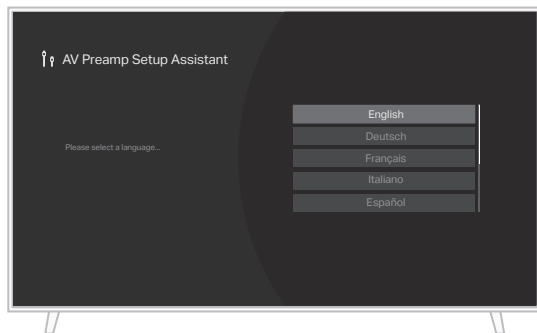 AV Preamp Setup Assistant
Please select a language...
English
Deutsch
Français
Italiano
Español